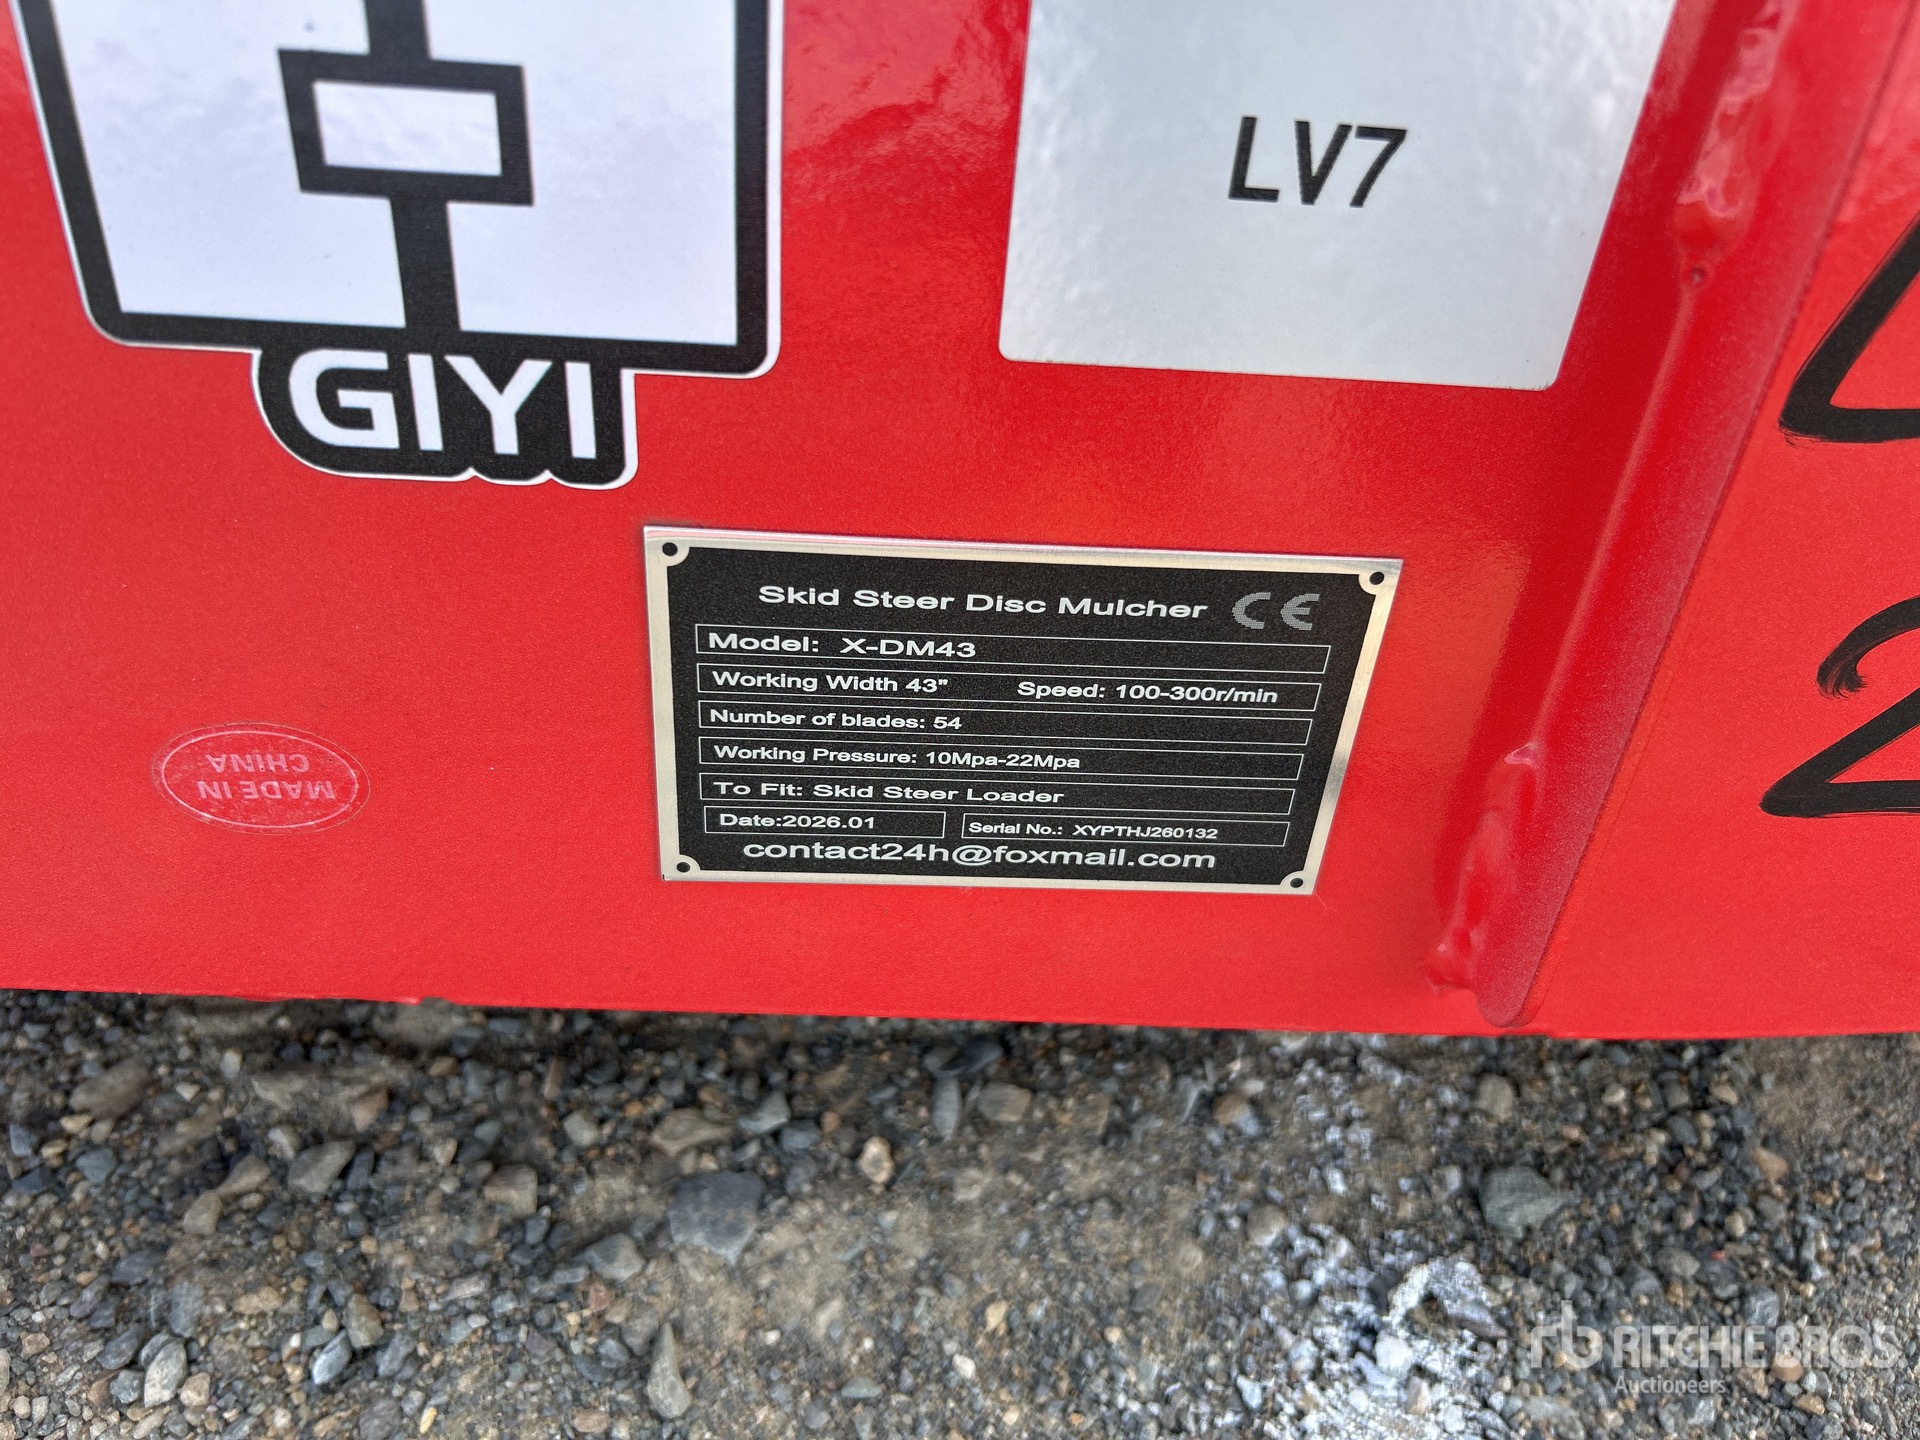 LV7
GIYI
Skid Steer Disc Mulcher CE
Model: X-DM43
Working Width 43" Speed: 100-300r/min
Number of blades: 54
Working Pressure: 10Mpa-22Mpa
To Fit: Skid Steer Loader
Date:2026.01 Serial No.: XYPTHJ260132
contact24h@foxmail.com
MADE IN
CHINA
2
rb RITCHIE BROS
Auctioneers